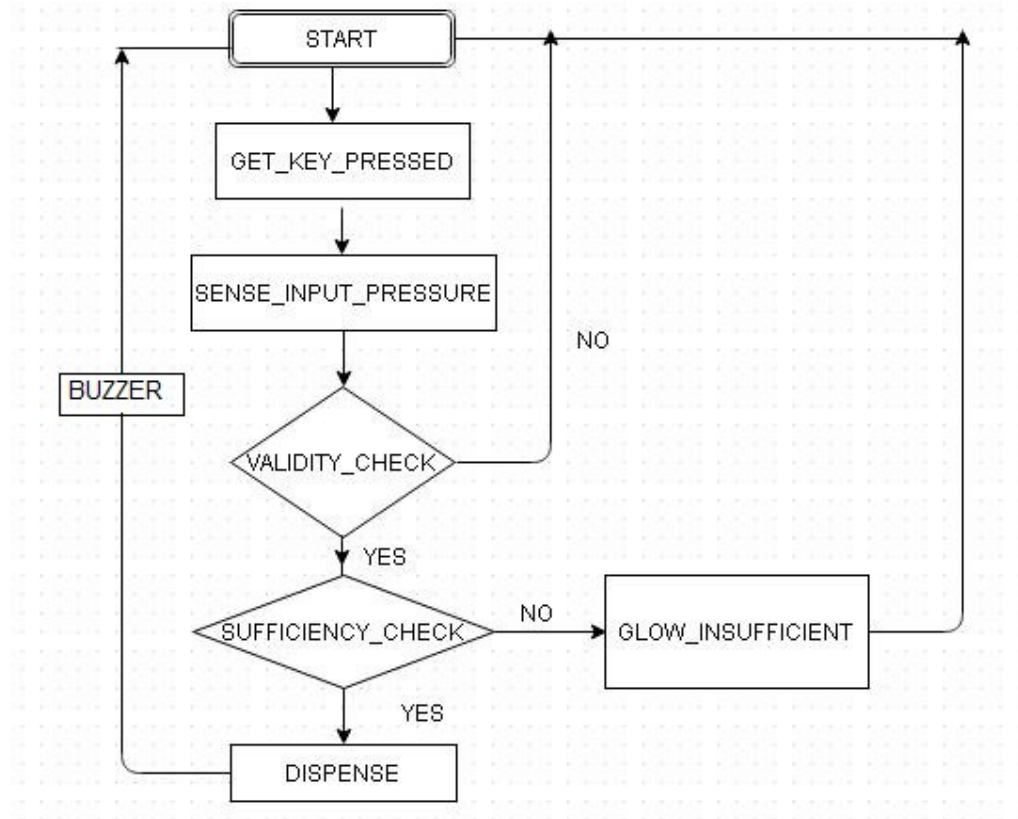 START
GET_KEY_PRESSED
SENSE_INPUT_PRESSURE
NO
BUZZER
VALIDITY_CHECK
YES
SUFFICIENCY_CHECK
NO
GLOW_INSUFFICIENT
YES
DISPENSE